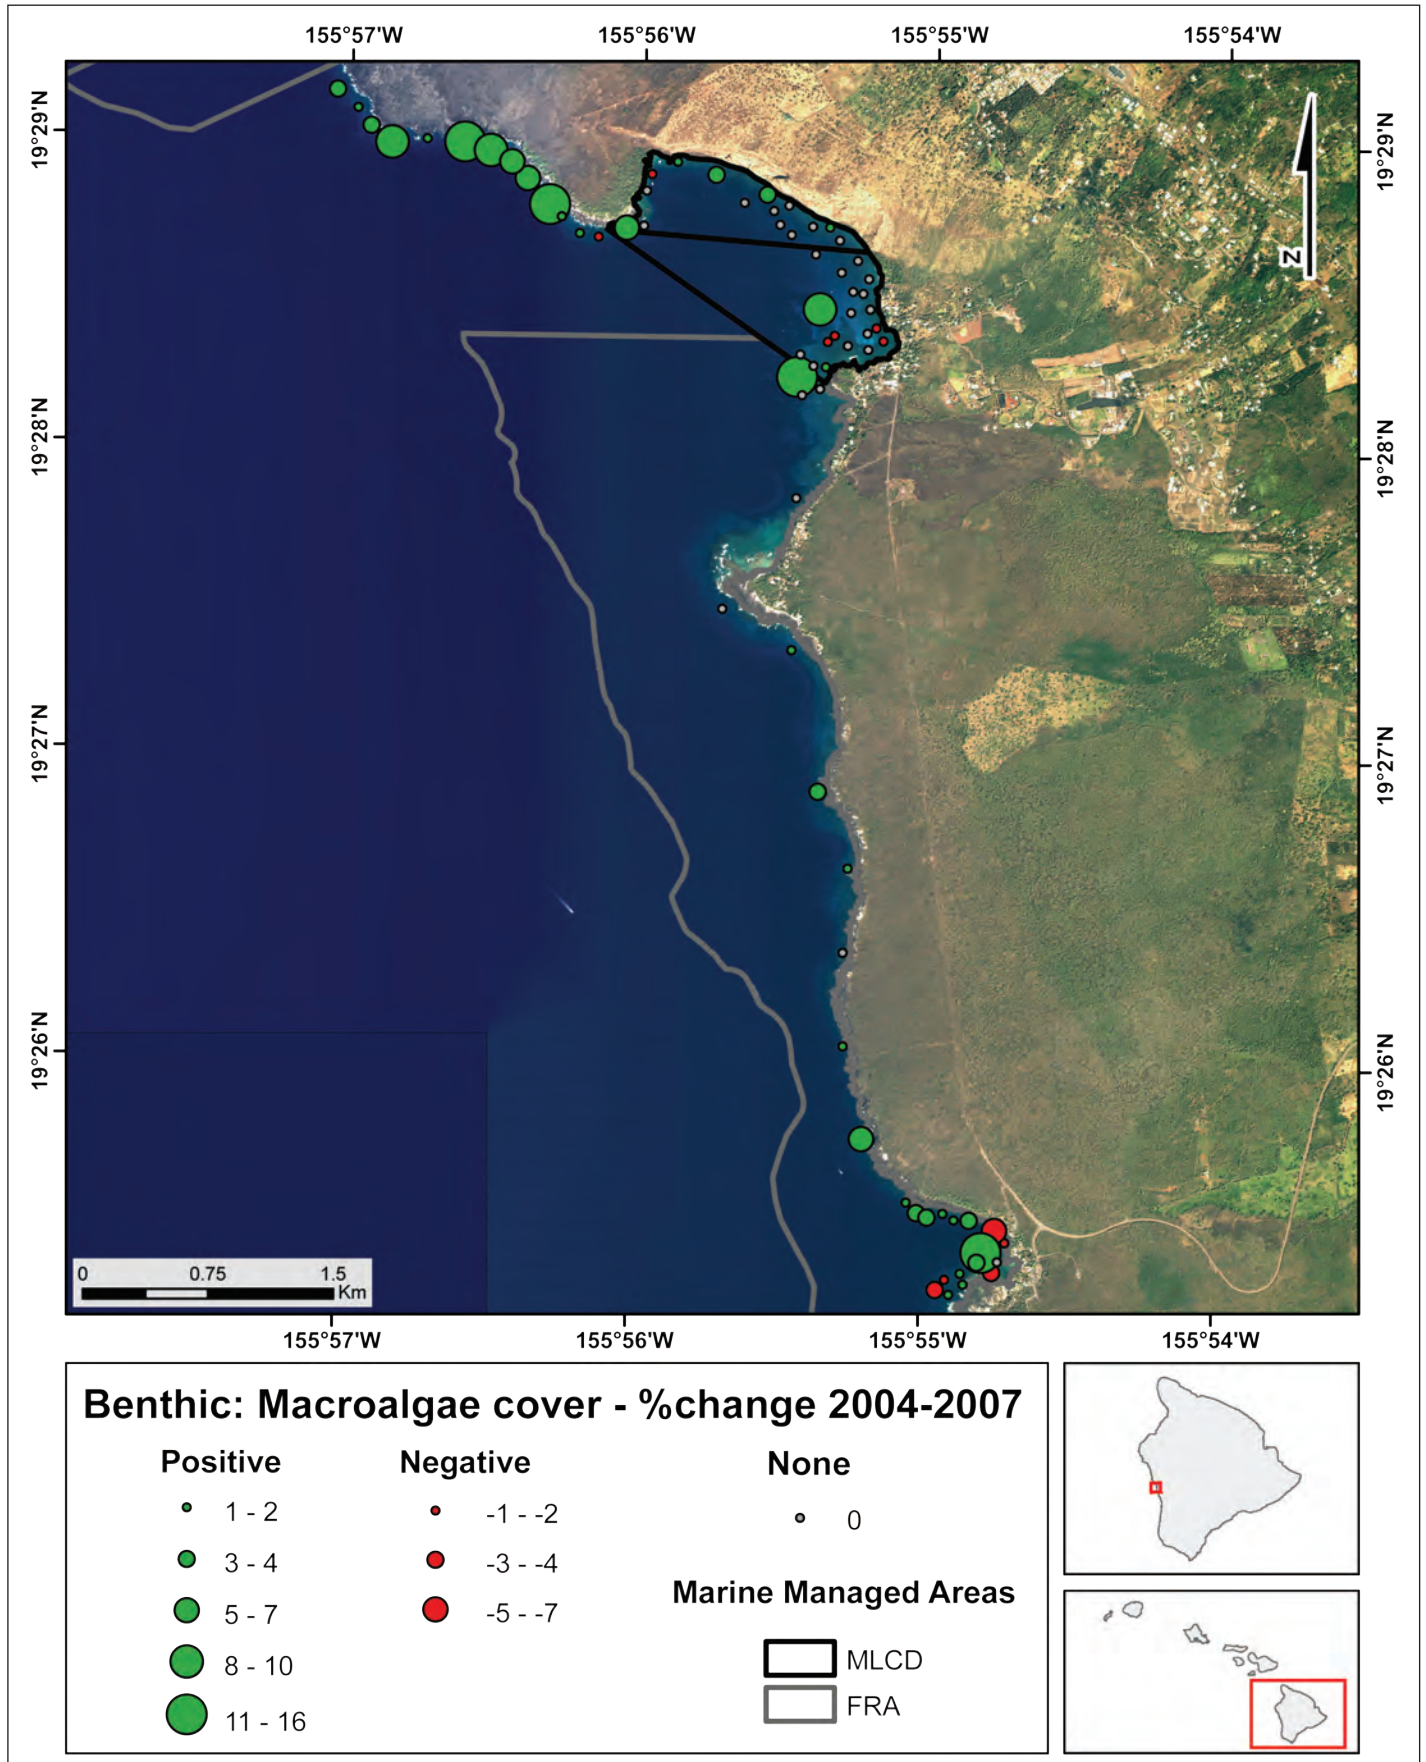 155°57'W 155°56'W 155°55'W 155°54'W
19°29'N 19°29'N
N
19°28'N 19°28'N
19°27'N 19°27'N
19°26'N 19°26'N
0 0.75 1.5
Km
155°57'W 155°56'W 155°55'W 155°54'W
Benthic: Macroalgae cover - %change 2004-2007
Positive Negative None
1 - 2 -1 - -2 0
3 - 4 -3 - -4
5 - 7 -5 - -7
8 - 10
11 - 16
Marine Managed Areas
MLCD
FRA